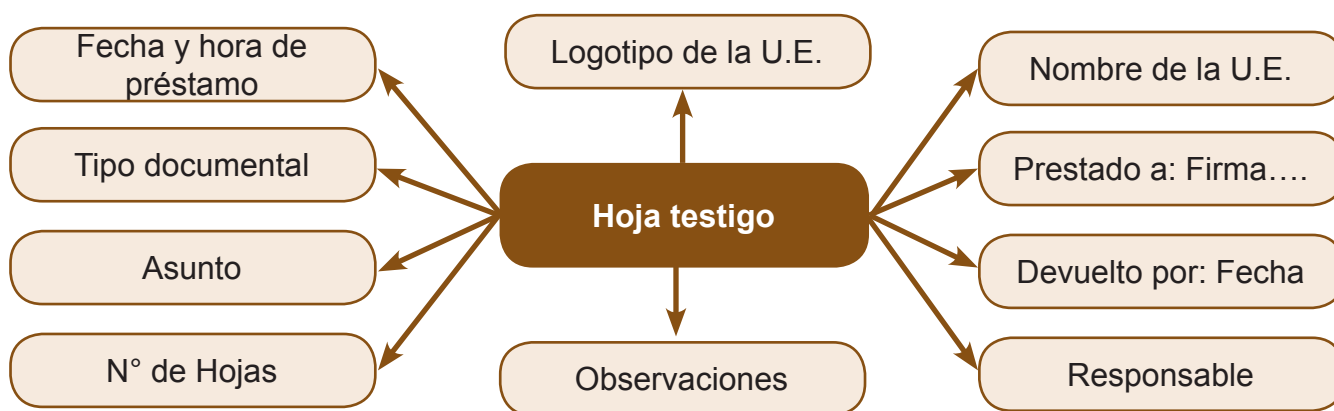 Fecha y hora de
préstamo
Logotipo de la U.E.
Nombre de la U.E.
Tipo documental
Prestado a: Firma….
Hoja testigo
Asunto
Devuelto por: Fecha
N° de Hojas
Observaciones
Responsable